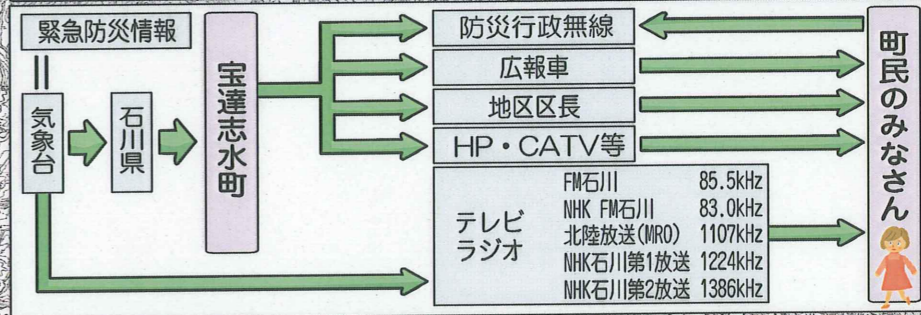 緊急防災情報
気象台
石川県
宝達志水町
防災行政無線
広報車
地区区長
HP・CATV等
テレビ
ラジオ
FM石川 85.5kHz
NHK FM石川 83.0kHz
北陸放送(MRO) 1107kHz
NHK石川第1放送 1224kHz
NHK石川第2放送 1386kHz
町民のみなさん